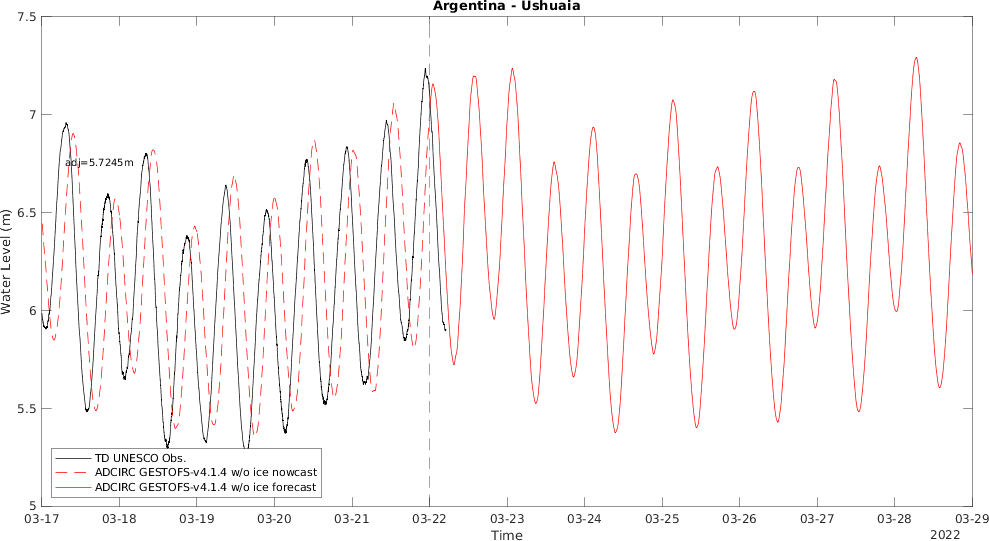 Argentina - Ushuaia
Water Level (m)
7.5
7
6.5
6
5.5
5
adj=5.7245m
TD UNESCO Obs.
ADCIRC GESTOFS-v4.1.4 w/o ice nowcast
ADCIRC GESTOFS-v4.1.4 w/o ice forecast
03-17 03-18 03-19 03-20 03-21 03-22 03-23 03-24 03-25 03-26 03-27 03-28 03-29
Time
2022